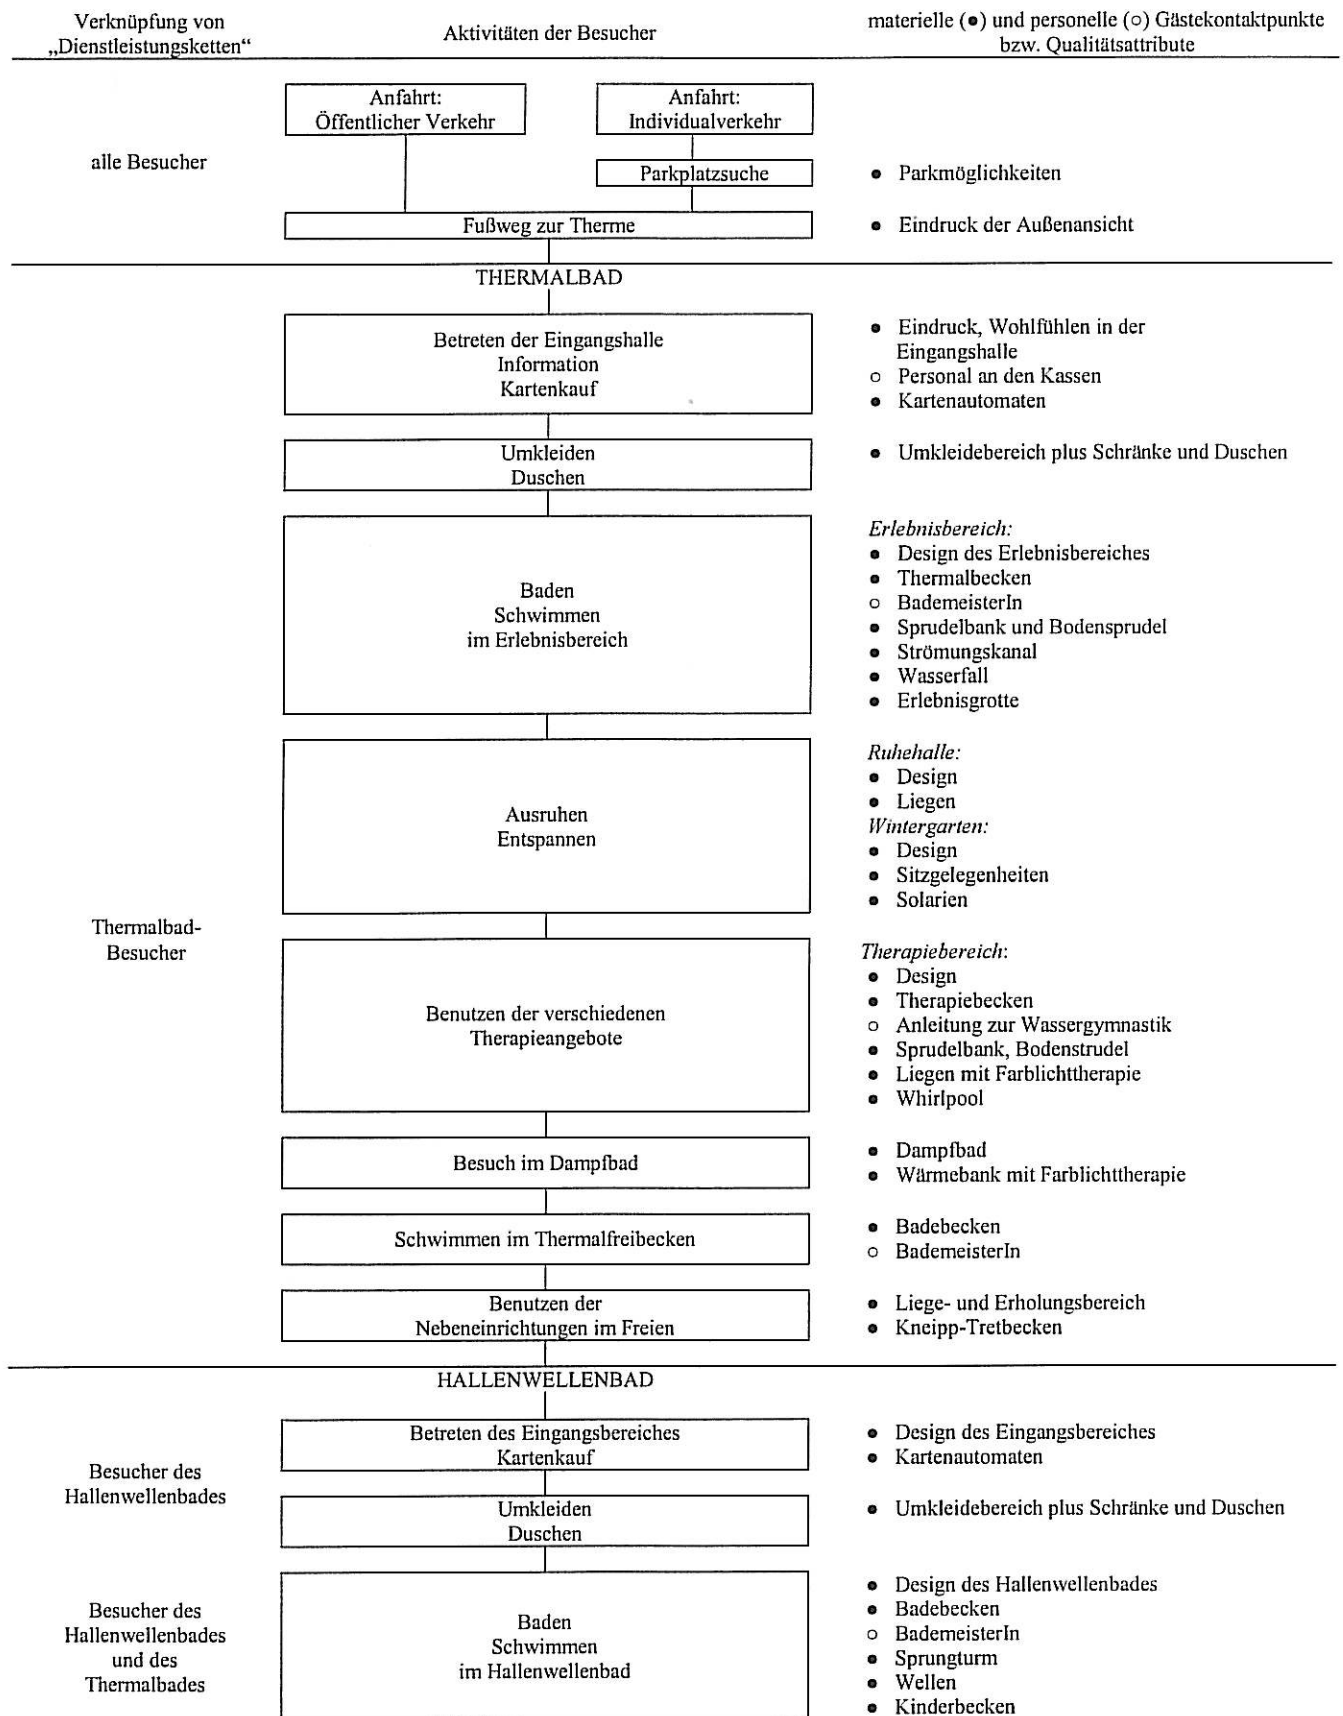 Verknüpfung von
„Dienstleistungsketten“
Aktivitäten der Besucher
materielle (●) und personelle (○) Gästekontaktpunkte
bzw. Qualitätsattribute
alle Besucher
Anfahrt:
Öffentlicher Verkehr
Anfahrt:
Individualverkehr
Parkplatzsuche
● Parkmöglichkeiten
Fußweg zur Therme
● Eindruck der Außenansicht
THERMALBAD
Thermalbad-
Besucher
Betreten der Eingangshalle
Information
Kartenkauf
● Eindruck, Wohlfühlen in der
Eingangshalle
○ Personal an den Kassen
● Kartenautomaten
Umkleiden
Duschen
● Umkleidebereich plus Schränke und Duschen
Baden
Schwimmen
im Erlebnisbereich
Erlebnisbereich:
● Design des Erlebnisbereiches
● Thermalbecken
○ BademeisterIn
● Sprudelbank und Bodensprudel
● Strömungskanal
● Wasserfall
● Erlebnisgrotte
Ausruhen
Entspannen
Ruhehalle:
● Design
● Liegen
Wintergarten:
● Design
● Sitzgelegenheiten
● Solarien
Benutzen der verschiedenen
Therapieangebote
Therapiebereich:
● Design
● Therapiebecken
○ Anleitung zur Wassergymnastik
● Sprudelbank, Bodenstrudel
● Liegen mit Farblichttherapie
● Whirlpool
Besuch im Dampfbad
● Dampfbad
● Wärmebank mit Farblichttherapie
Schwimmen im Thermalfreibecken
● Badebecken
○ BademeisterIn
Benutzen der
Nebeneinrichtungen im Freien
● Liege- und Erholungsbereich
● Kneipp-Tretbecken
HALLENWELLENBAD
Besucher des
Hallenwellenbades
Betreten des Eingangsbereiches
Kartenkauf
● Design des Eingangsbereiches
● Kartenautomaten
Umkleiden
Duschen
● Umkleidebereich plus Schränke und Duschen
Besucher des
Hallenwellenbades
und des
Thermalbades
Baden
Schwimmen
im Hallenwellenbad
● Design des Hallenwellenbades
● Badebecken
○ BademeisterIn
● Sprungturm
● Wellen
● Kinderbecken